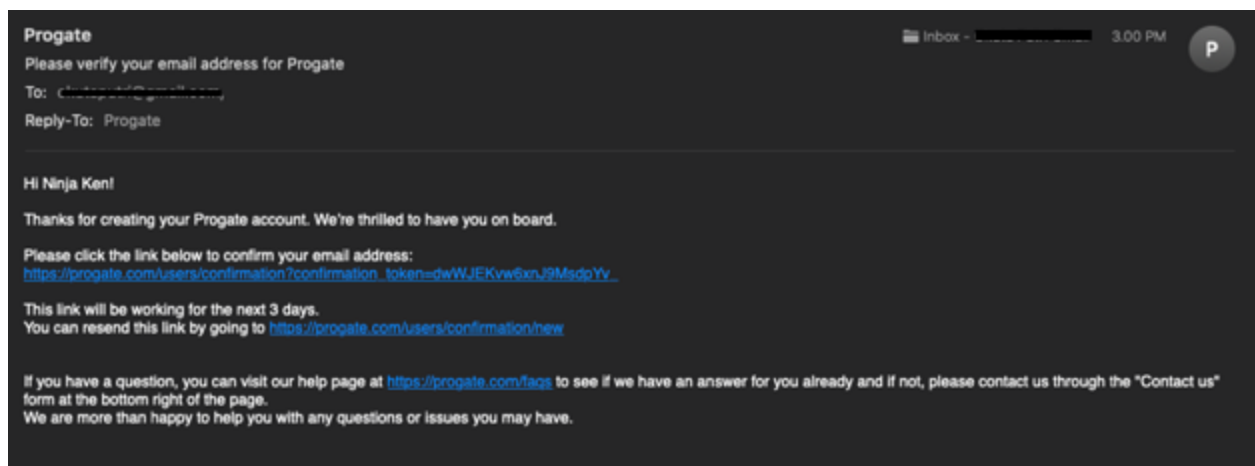 Progate
Inbox -
3.00 PM
P
Please verify your email address for Progate
To:
Reply-To: Progate
Hi Ninja Ken!
Thanks for creating your Progate account. We're thrilled to have you on board.
Please click the link below to confirm your email address:
https://progate.com/users/confirmation?confirmation_token=dwWJEKvw6xnJ9MsdpYv_
This link will be working for the next 3 days.
You can resend this link by going to https://progate.com/users/confirmation/new
If you have a question, you can visit our help page at https://progate.com/faqs to see if we have an answer for you already and if not, please contact us through the "Contact us"
form at the bottom right of the page.
We are more than happy to help you with any questions or issues you may have.